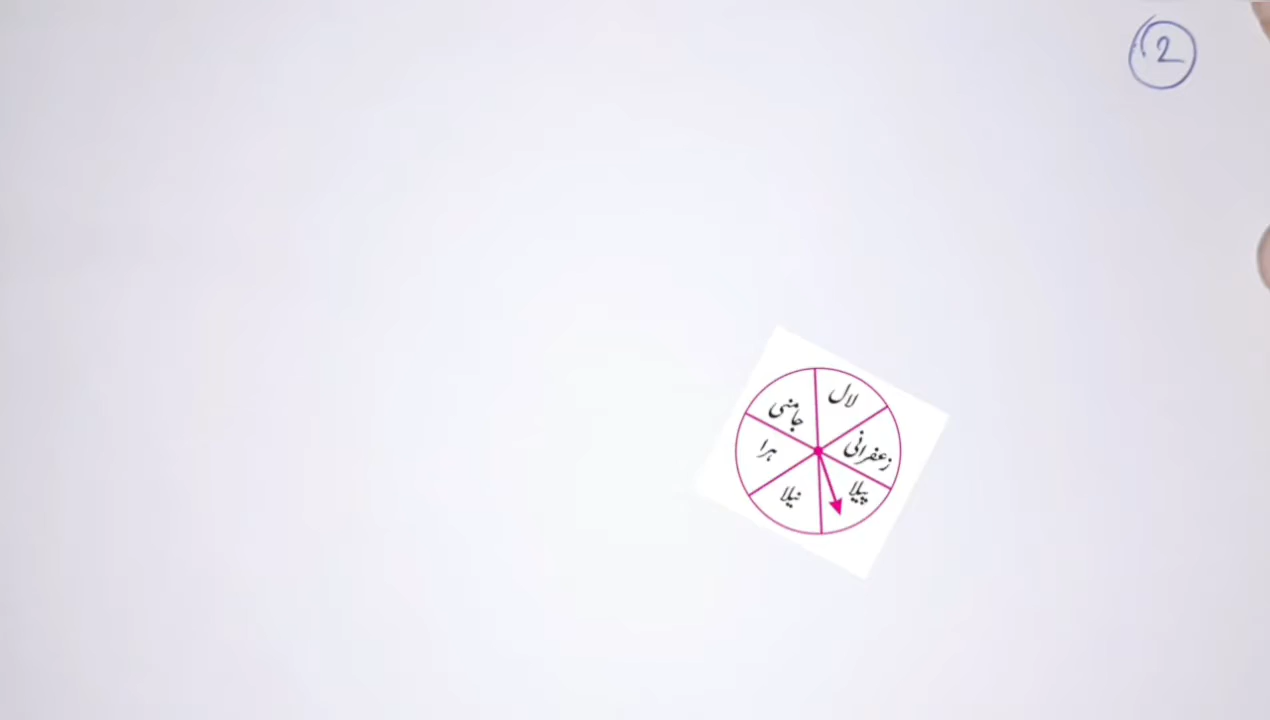 2
لال
جامنی
زعفرانی
ہرا
پیلا
نیلا